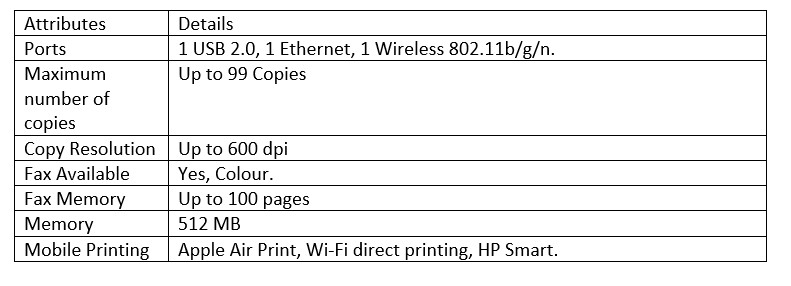 Attributes Details
Ports 1 USB 2.0, 1 Ethernet, 1 Wireless 802.11b/g/n.
Maximum Up to 99 Copies
number of
copies
Copy Resolution Up to 600 dpi
Fax Available Yes, Colour.
Fax Memory Up to 100 pages
Memory 512 MB
Mobile Printing Apple Air Print, Wi-Fi direct printing, HP Smart.